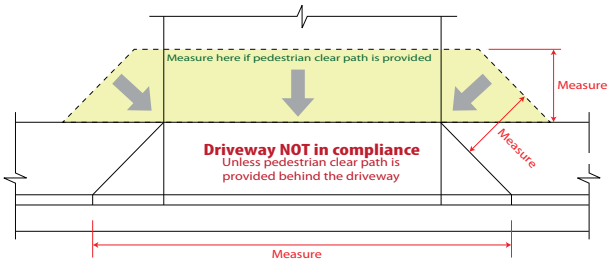 Measure here if pedestrian clear path is provided
Measure
Measure
Driveway NOT in compliance
Unless pedestrian clear path is
provided behind the driveway
Measure